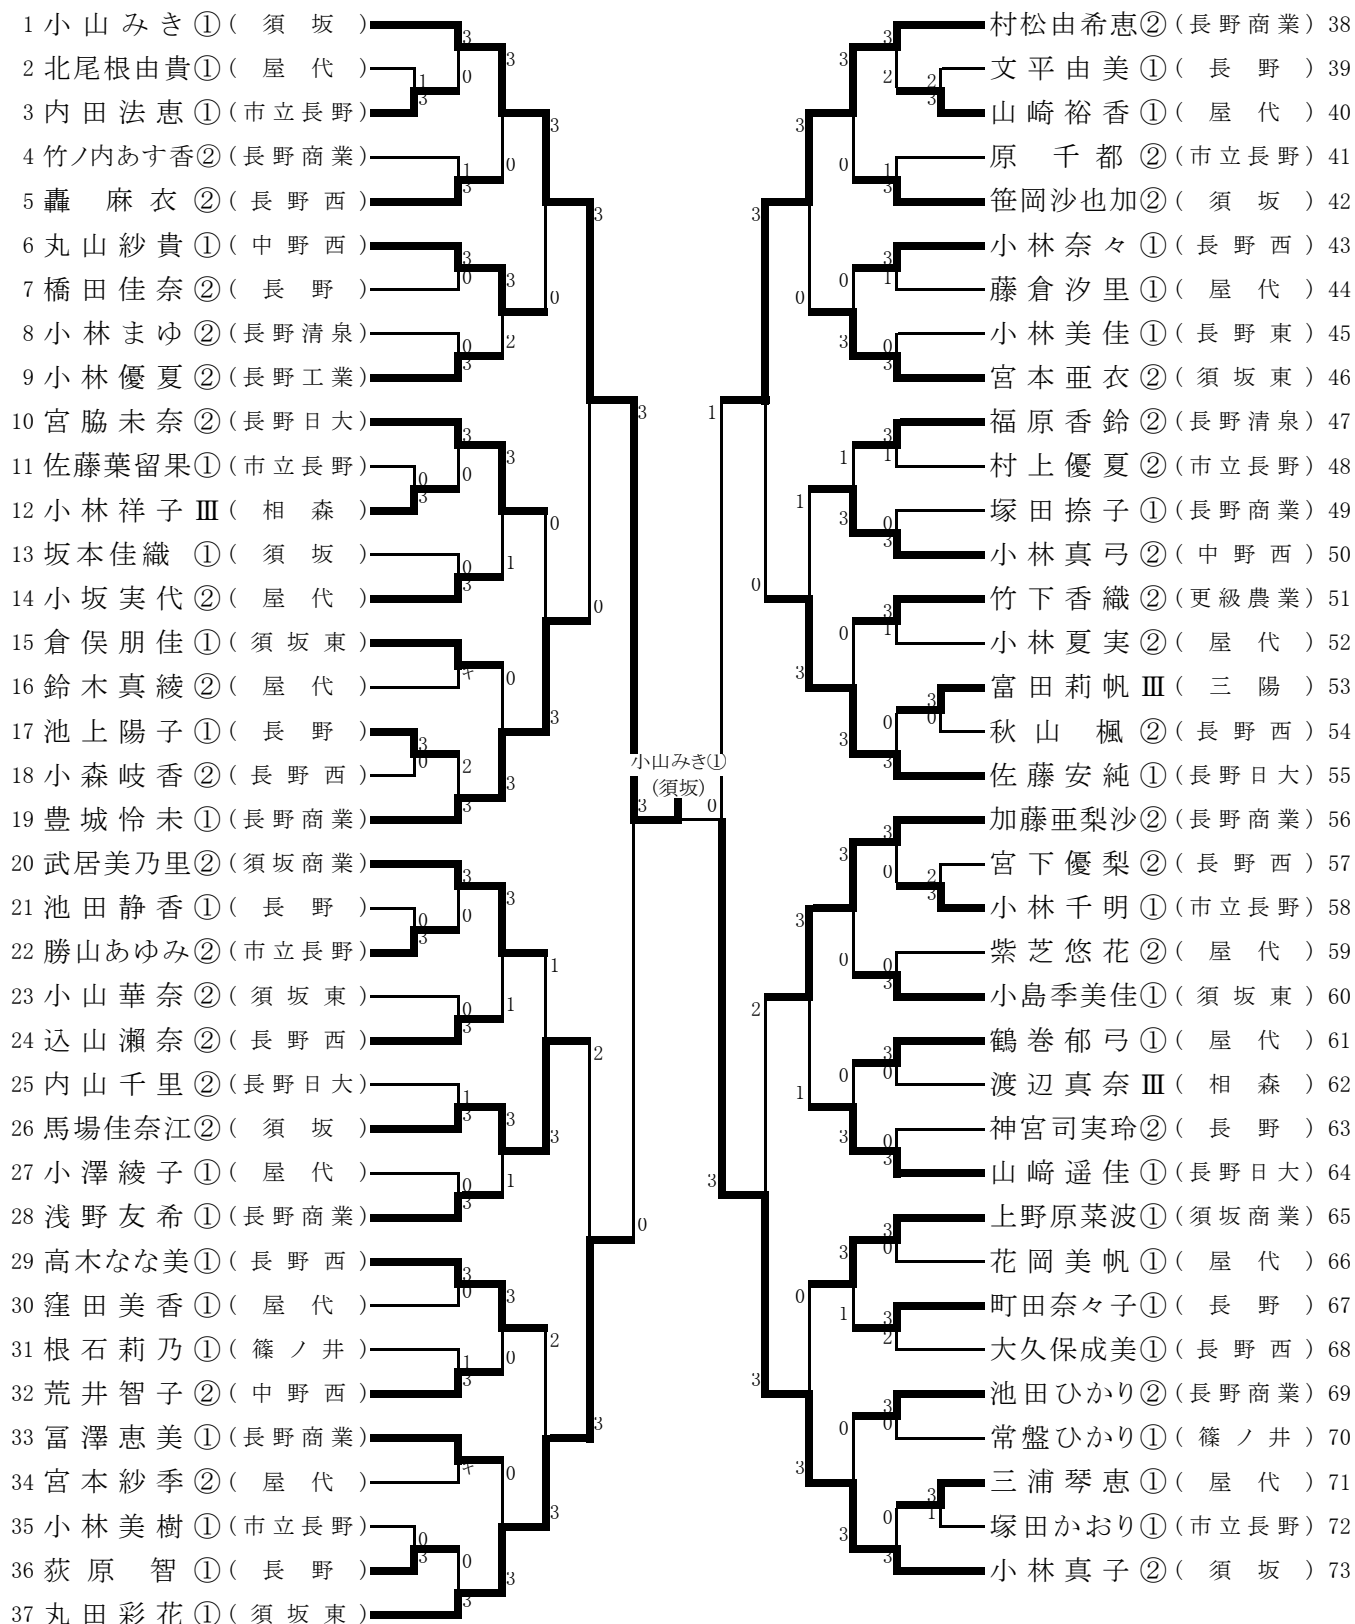 1 小山みき① ( 須 坂 )
2 北尾根由貴① ( 屋 代 )
3 内田法恵① (市立長野)
4 竹ノ内あす香② (長野商業)
5 轟 麻衣② ( 長 野 西 )
6 丸山紗貴① ( 中 野 西 )
7 橋田佳奈② ( 長 野 )
8 小林まゆ② (長野清泉)
9 小林優夏② (長野工業)
10 宮脇未奈② (長野日大)
11 佐藤葉留果① (市立長野)
12 小林祥子Ⅲ ( 相 森 )
13 坂本佳織 ① ( 須 坂 )
14 小坂実代② ( 屋 代 )
15 倉俣朋佳① ( 須 坂 東 )
16 鈴木真綾② ( 屋 代 )
17 池上陽子① ( 長 野 )
18 小森岐香② ( 長 野 西 )
19 豊城怜未① (長野商業)
20 武居美乃里② (須坂商業)
21 池田静香① ( 長 野 )
22 勝山あゆみ② (市立長野)
23 小山華奈② ( 須 坂 東 )
24 込山瀬奈② ( 長 野 西 )
25 内山千里② (長野日大)
26 馬場佳奈江② ( 須 坂 )
27 小澤綾子① ( 屋 代 )
28 浅野友希① (長野商業)
29 高木なな美① ( 長 野 西 )
30 窪田美香① ( 屋 代 )
31 根石莉乃① ( 篠 ノ 井 )
32 荒井智子② ( 中 野 西 )
33 冨澤恵美① (長野商業)
34 宮本紗季② ( 屋 代 )
35 小林美樹① (市立長野)
36 荻原 智① ( 長 野 )
37 丸田彩花① ( 須 坂 東 )
小山みき①
(須坂)
3 0
村松由希恵② (長野商業) 38
文平由美① ( 長 野 ) 39
山崎裕香① ( 屋 代 ) 40
原 千都② (市立長野) 41
笹岡沙也加② ( 須 坂 ) 42
小林奈々① ( 長 野 西 ) 43
藤倉汐里① ( 屋 代 ) 44
小林美佳① ( 長 野 東 ) 45
宮本亜衣② ( 須 坂 東 ) 46
福原香鈴② (長野清泉) 47
村上優夏② (市立長野) 48
塚田捺子① (長野商業) 49
小林真弓② ( 中 野 西 ) 50
竹下香織② (更級農業) 51
小林夏実② ( 屋 代 ) 52
富田莉帆Ⅲ ( 三 陽 ) 53
秋山 楓② ( 長 野 西 ) 54
佐藤安純① (長野日大) 55
加藤亜梨沙② (長野商業) 56
宮下優梨② ( 長 野 西 ) 57
小林千明① (市立長野) 58
紫芝悠花② ( 屋 代 ) 59
小島季美佳① ( 須 坂 東 ) 60
鶴巻郁弓① ( 屋 代 ) 61
渡辺真奈Ⅲ ( 相 森 ) 62
神宮司実玲② ( 長 野 ) 63
山﨑遥佳① (長野日大) 64
上野原菜波① (須坂商業) 65
花岡美帆① ( 屋 代 ) 66
町田奈々子① ( 長 野 ) 67
大久保成美① ( 長 野 西 ) 68
池田ひかり② (長野商業) 69
常盤ひかり① ( 篠 ノ 井 ) 70
三浦琴恵① ( 屋 代 ) 71
塚田かおり① (市立長野) 72
小林真子② ( 須 坂 ) 73